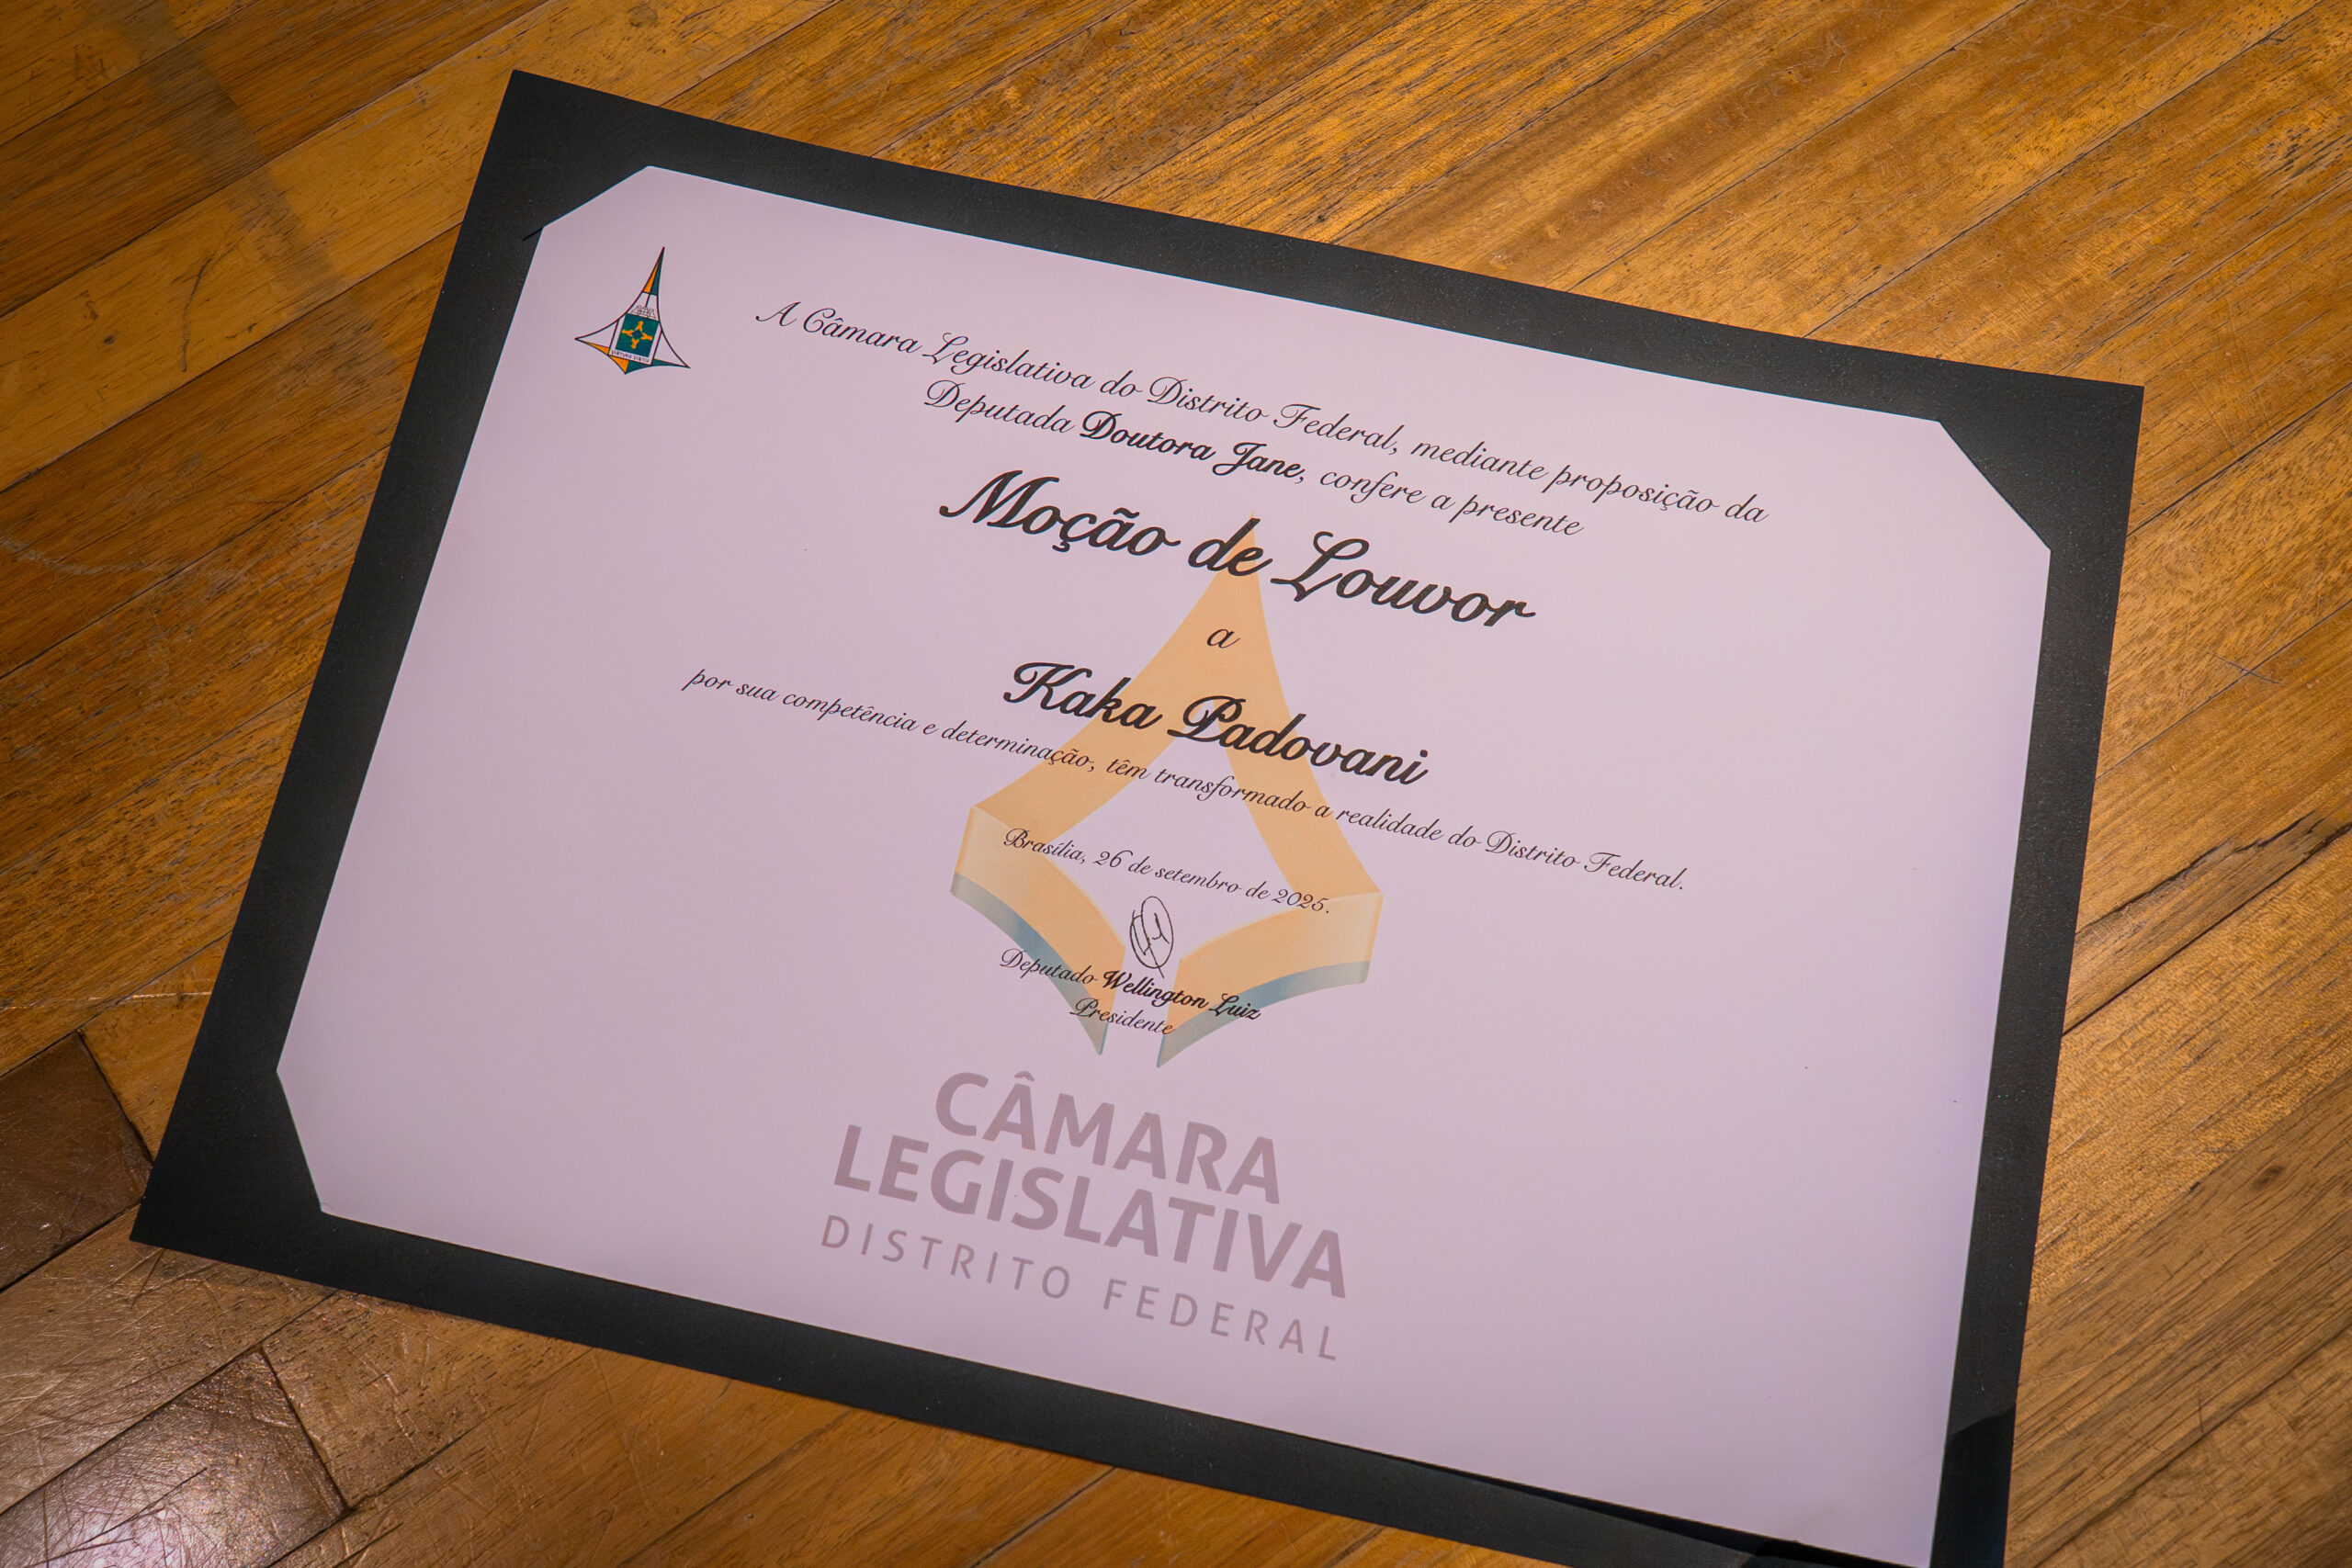 A Câmara Legislativa do Distrito Federal, mediante proposição da
Deputada Doutora Jane, confere a presente
Moção de Louvor
a
Kaka Padovani
por sua competência e determinação, têm transformado a realidade do Distrito Federal.
Brasília, 26 de setembro de 2025.
Deputado Wellington Luiz
Presidente
CÂMARA
LEGISLATIVA
DISTRITO FEDERAL